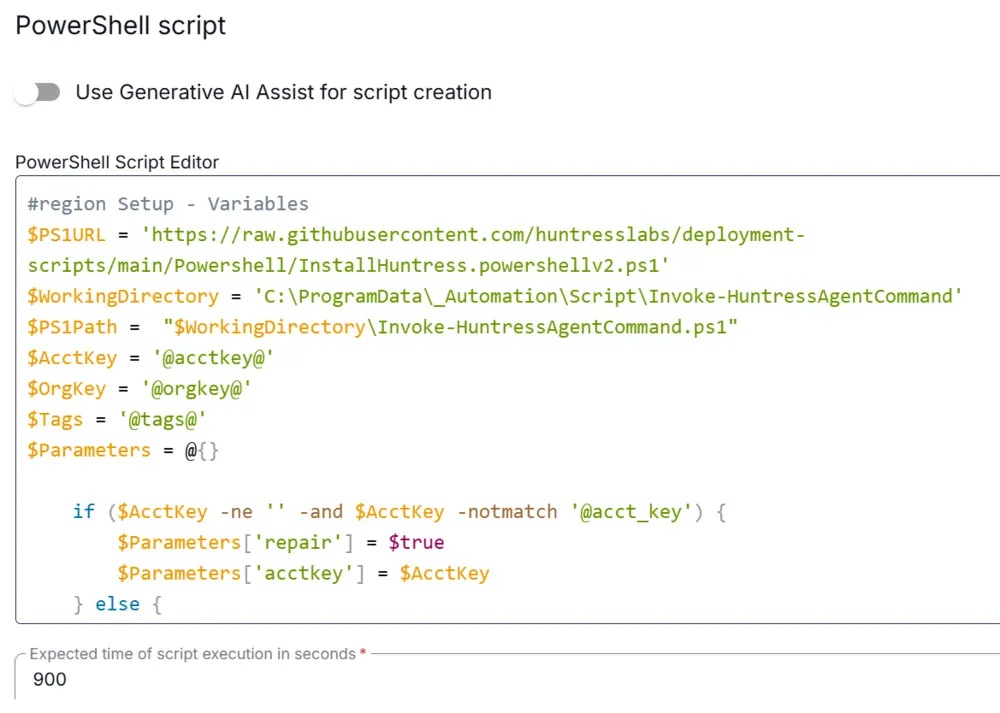 PowerShell script
Use Generative AI Assist for script creation
PowerShell Script Editor
#region Setup - Variables
$PS1URL = 'https://raw.githubusercontent.com/huntresslabs/deployment-
scripts/main/Powershell/InstallHuntress.powershellv2.ps1'
$WorkingDirectory = 'C:\ProgramData\_Automation\Script\Invoke-HuntressAgentCommand'
$PS1Path =  "$WorkingDirectory\Invoke-HuntressAgentCommand.ps1"
$AcctKey = '@acctkey@'
$OrgKey = '@orgkey@'
$Tags = '@tags@'
$Parameters = @{}
    if ($AcctKey -ne '' -and $AcctKey -notmatch '@acct_key') {
        $Parameters['repair'] = $true
        $Parameters['acctkey'] = $AcctKey
    } else {
Expected time of script execution in seconds *
900